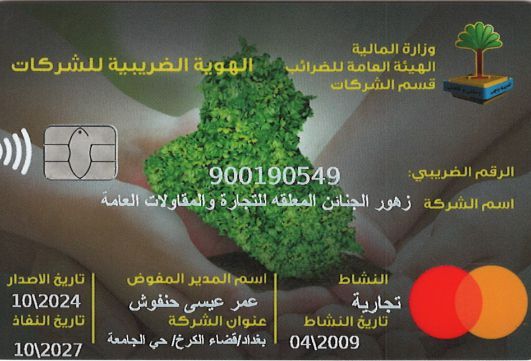 وزارة المالية
الهيئة العامة للضرائب
قسم الشركات
الهوية الضريبية للشركات
الرقم الضريبي: 900190549
اسم الشركة زهور الجنائن المعلقه للتجارة والمقاولات العامة
النشاط
تجارية
تاريخ النشاط
04\2009
اسم المدير المفوض
عمر عيسى حنفوش
عنوان الشركة
بغداد/قضاء الكرخ/ حي الجامعة
تاريخ الاصدار
10\2024
تاريخ النفاذ
10\2027